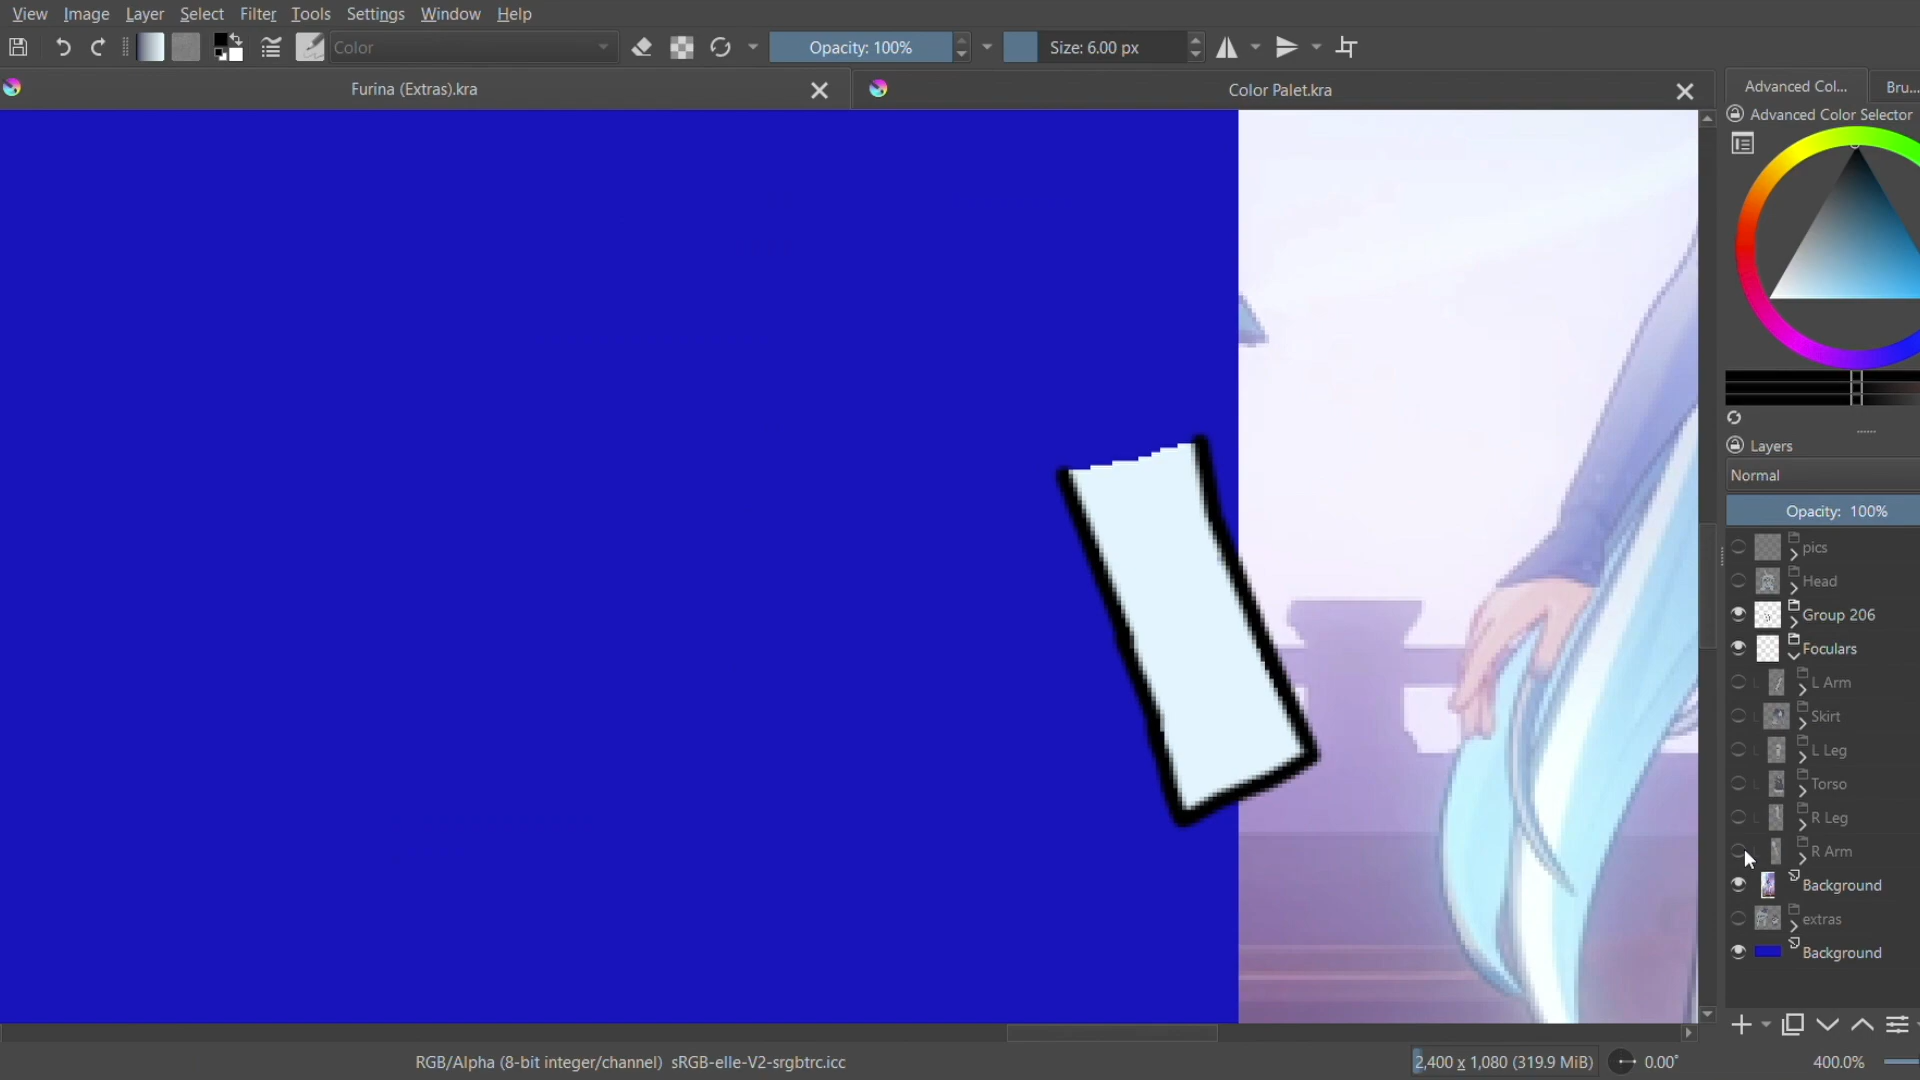 View Image Layer Select Filter Tools Settings Window Help
Color Opacity: 100% Size: 6.00 px
Furina (Extras).kra Color Palet.kra
Advanced Col... Bru...
Advanced Color Selector
Layers
Normal
Opacity: 100%
pics
Head
Group 206
Foculars
L Arm
Skirt
L Leg
Torso
R Leg
R Arm
Background
extras
Background
RGB/Alpha (8-bit integer/channel) sRGB-elle-V2-srgbtrc.icc 2,400 x 1,080 (319.9 MiB) 0.00° 400.0%